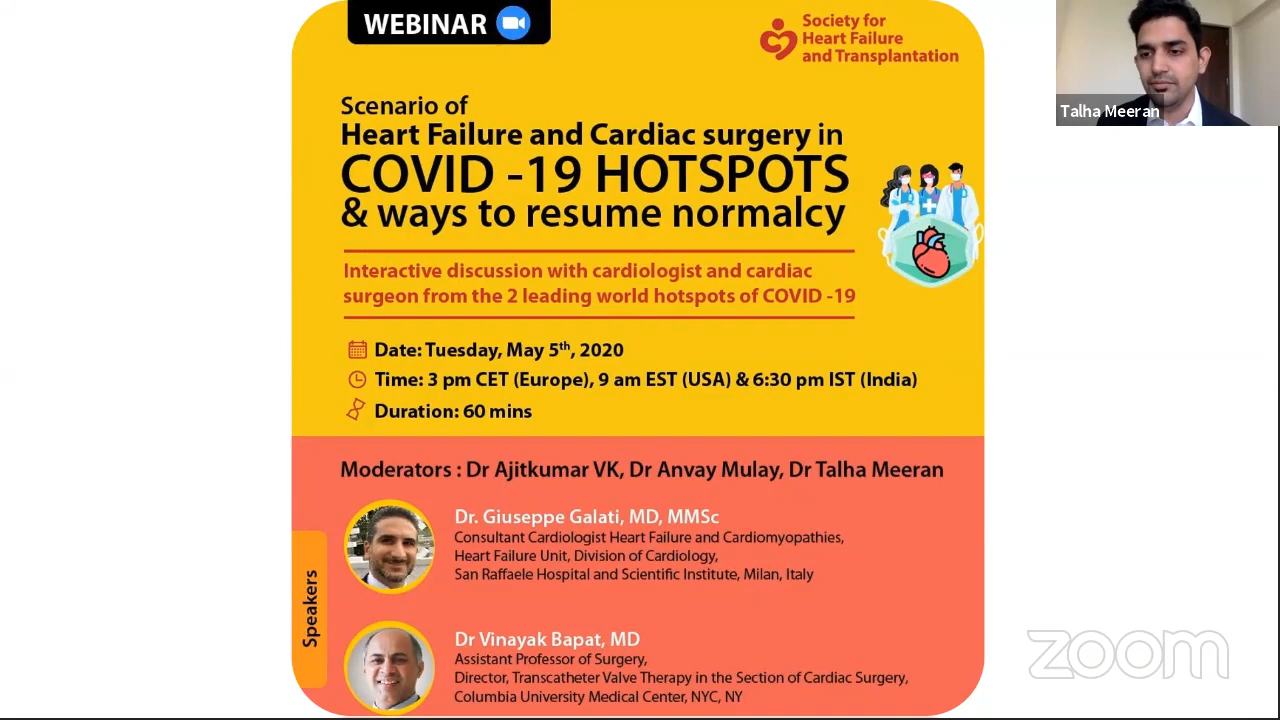 WEBINAR
Society for
Heart Failure
and Transplantation
Talha Meeran
Scenario of
Heart Failure and Cardiac surgery in
COVID -19 HOTSPOTS
& ways to resume normalcy
Interactive discussion with cardiologist and cardiac
surgeon from the 2 leading world hotspots of COVID -19
Date: Tuesday, May 5th, 2020
Time: 3 pm CET (Europe), 9 am EST (USA) & 6:30 pm IST (India)
Duration: 60 mins
Moderators : Dr Ajitkumar VK, Dr Anvay Mulay, Dr Talha Meeran
Speakers
Dr. Giuseppe Galati, MD, MMSc
Consultant Cardiologist Heart Failure and Cardiomyopathies,
Heart Failure Unit, Division of Cardiology,
San Raffaele Hospital and Scientific Institute, Milan, Italy
Dr Vinayak Bapat, MD
Assistant Professor of Surgery,
Director, Transcatheter Valve Therapy in the Section of Cardiac Surgery,
Columbia University Medical Center, NYC, NY
zoom